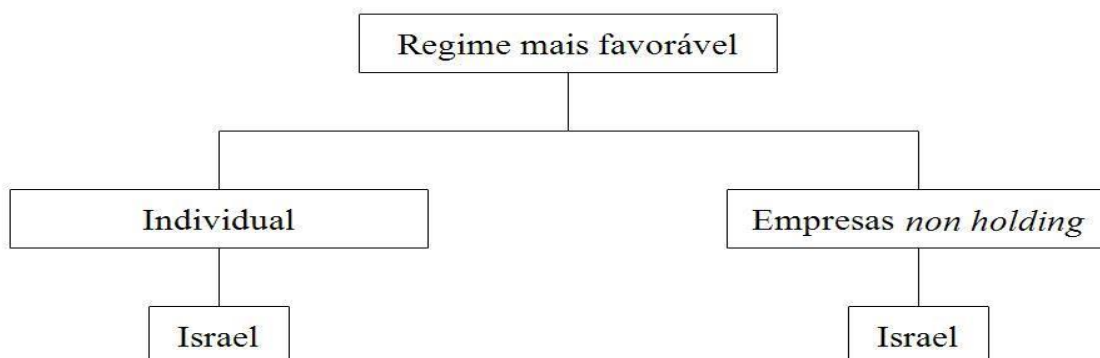 Regime mais favorável
Individual
Empresas non holding
Israel
Israel